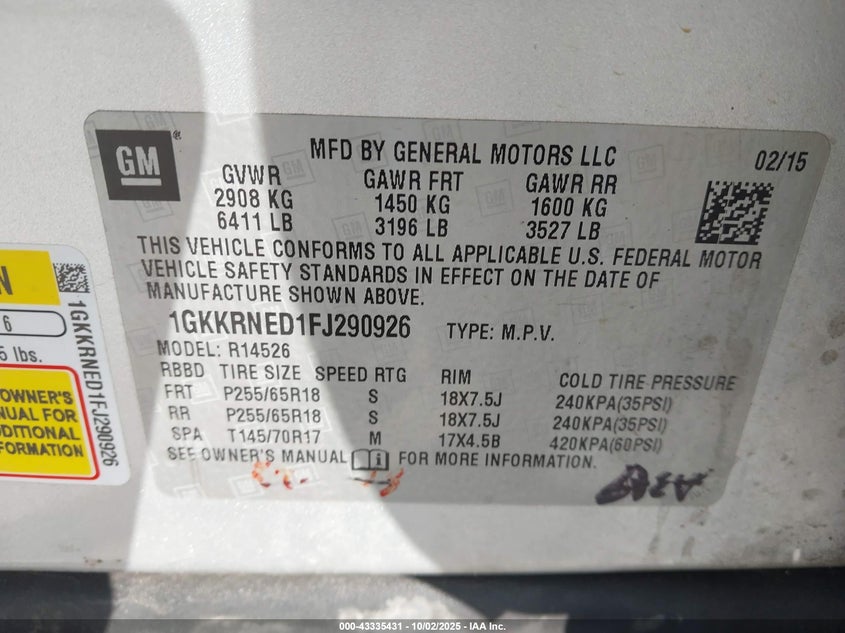 GM
MFD BY GENERAL MOTORS LLC
02/15
GVWR GAWR FRT GAWR RR
2908 KG 1450 KG 1600 KG
6411 LB 3196 LB 3527 LB
THIS VEHICLE CONFORMS TO ALL APPLICABLE U.S. FEDERAL MOTOR
VEHICLE SAFETY STANDARDS IN EFFECT ON THE DATE OF
MANUFACTURE SHOWN ABOVE.
1GKKRNED1FJ290926 TYPE: M.P.V.
MODEL: R14526
RBBD TIRE SIZE SPEED RTG RIM COLD TIRE PRESSURE
FRT P255/65R18 S 18X7.5J 240KPA(35PSI)
RR P255/65R18 S 18X7.5J 240KPA(35PSI)
SPA T145/70R17 M 17X4.5B 420KPA(60PSI)
SEE OWNER'S MANUAL i FOR MORE INFORMATION.
N
6
5 lbs.
OWNER'S
NUAL FOR
DDITIONAL
FORMATION
1GKKRNED1FJ290926
000-43335431 - 10/02/2025 - IAA Inc.